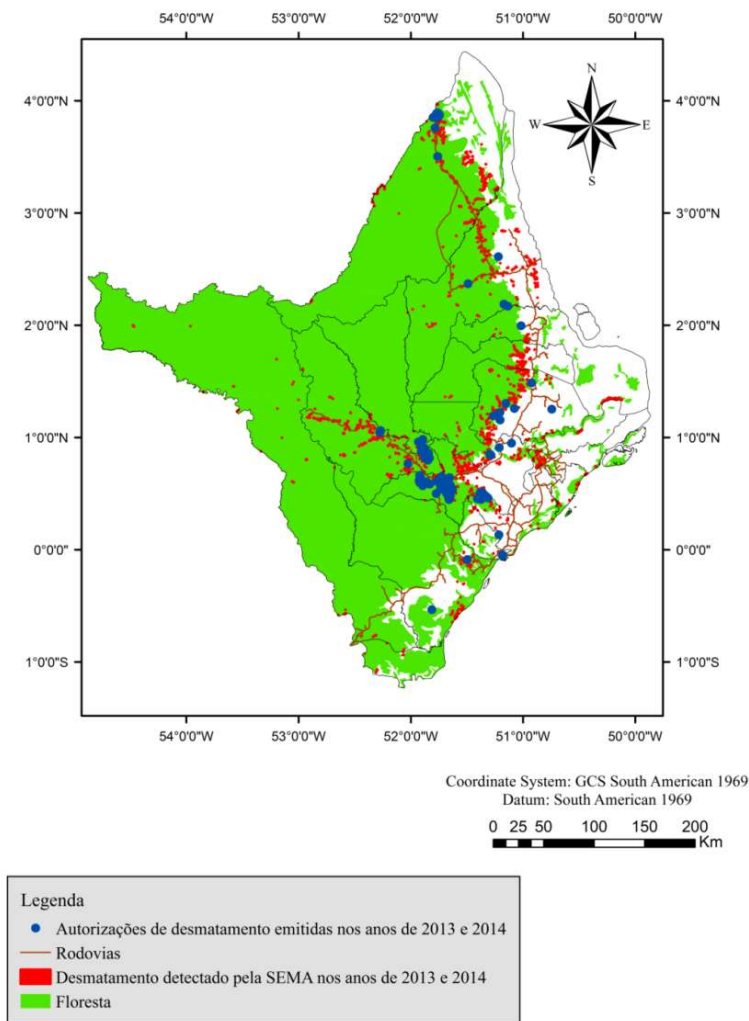 54°0'0"W 53°0'0"W 52°0'0"W 51°0'0"W 50°0'0"W
N
W E
S
4°0'0"N 4°0'0"N
3°0'0"N 3°0'0"N
2°0'0"N 2°0'0"N
1°0'0"N 1°0'0"N
0°0'0" 0°0'0"
1°0'0"S 1°0'0"S
54°0'0"W 53°0'0"W 52°0'0"W 51°0'0"W 50°0'0"W
Coordinate System: GCS South American 1969
Datum: South American 1969
0 25 50 100 150 200
Km
Legenda
Autorizações de desmatamento emitidas nos anos de 2013 e 2014
Rodovias
Desmatamento detectado pela SEMA nos anos de 2013 e 2014
Floresta